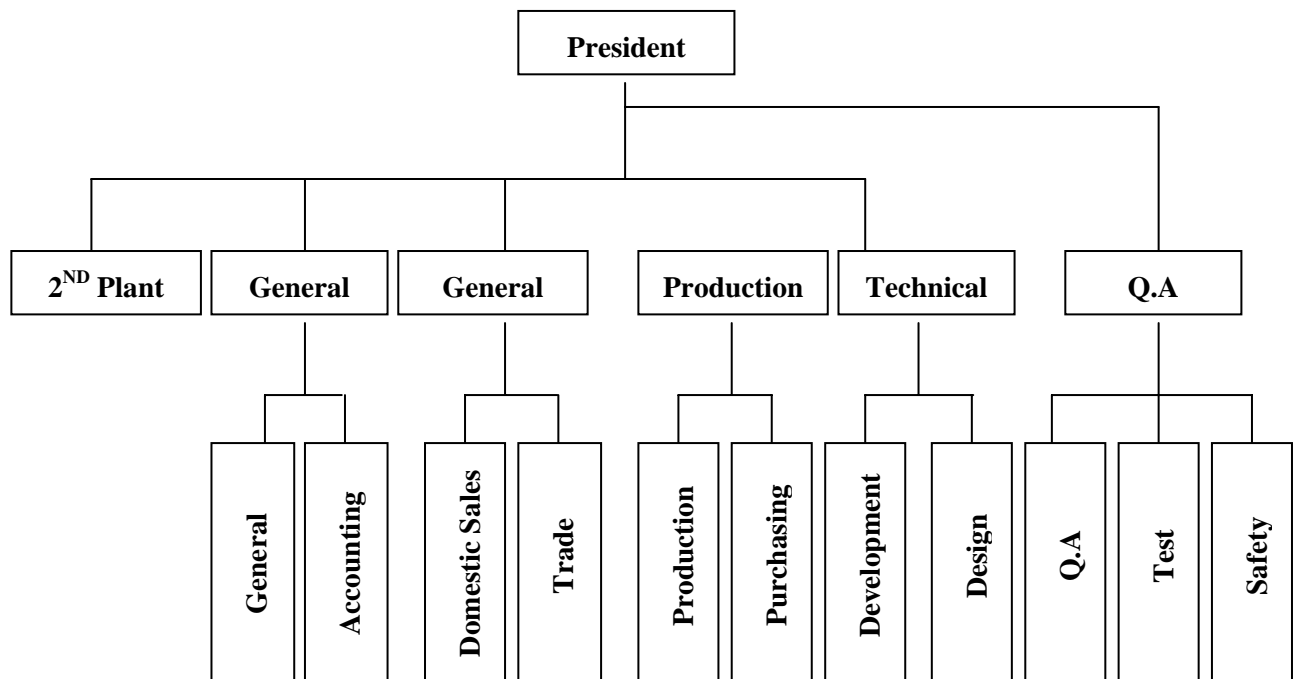 President
2ND Plant
General
General
Production
Technical
Q.A
General
Accounting
Domestic Sales
Trade
Production
Purchasing
Development
Design
Q.A
Test
Safety